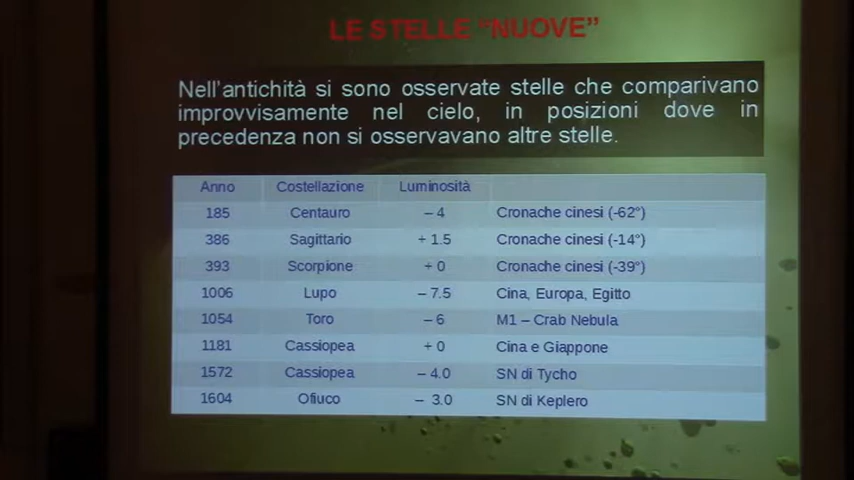 LE STELLE “NUOVE”
Nell'antichità si sono osservate stelle che comparivano
improvvisamente nel cielo, in posizioni dove in
precedenza non si osservavano altre stelle.
Anno Costellazione Luminosità
185 Centauro – 4 Cronache cinesi (-62°)
386 Sagittario + 1.5 Cronache cinesi (-14°)
393 Scorpione + 0 Cronache cinesi (-39°)
1006 Lupo – 7.5 Cina, Europa, Egitto
1054 Toro – 6 M1 – Crab Nebula
1181 Cassiopea + 0 Cina e Giappone
1572 Cassiopea – 4.0 SN di Tycho
1604 Ofiuco – 3.0 SN di Keplero